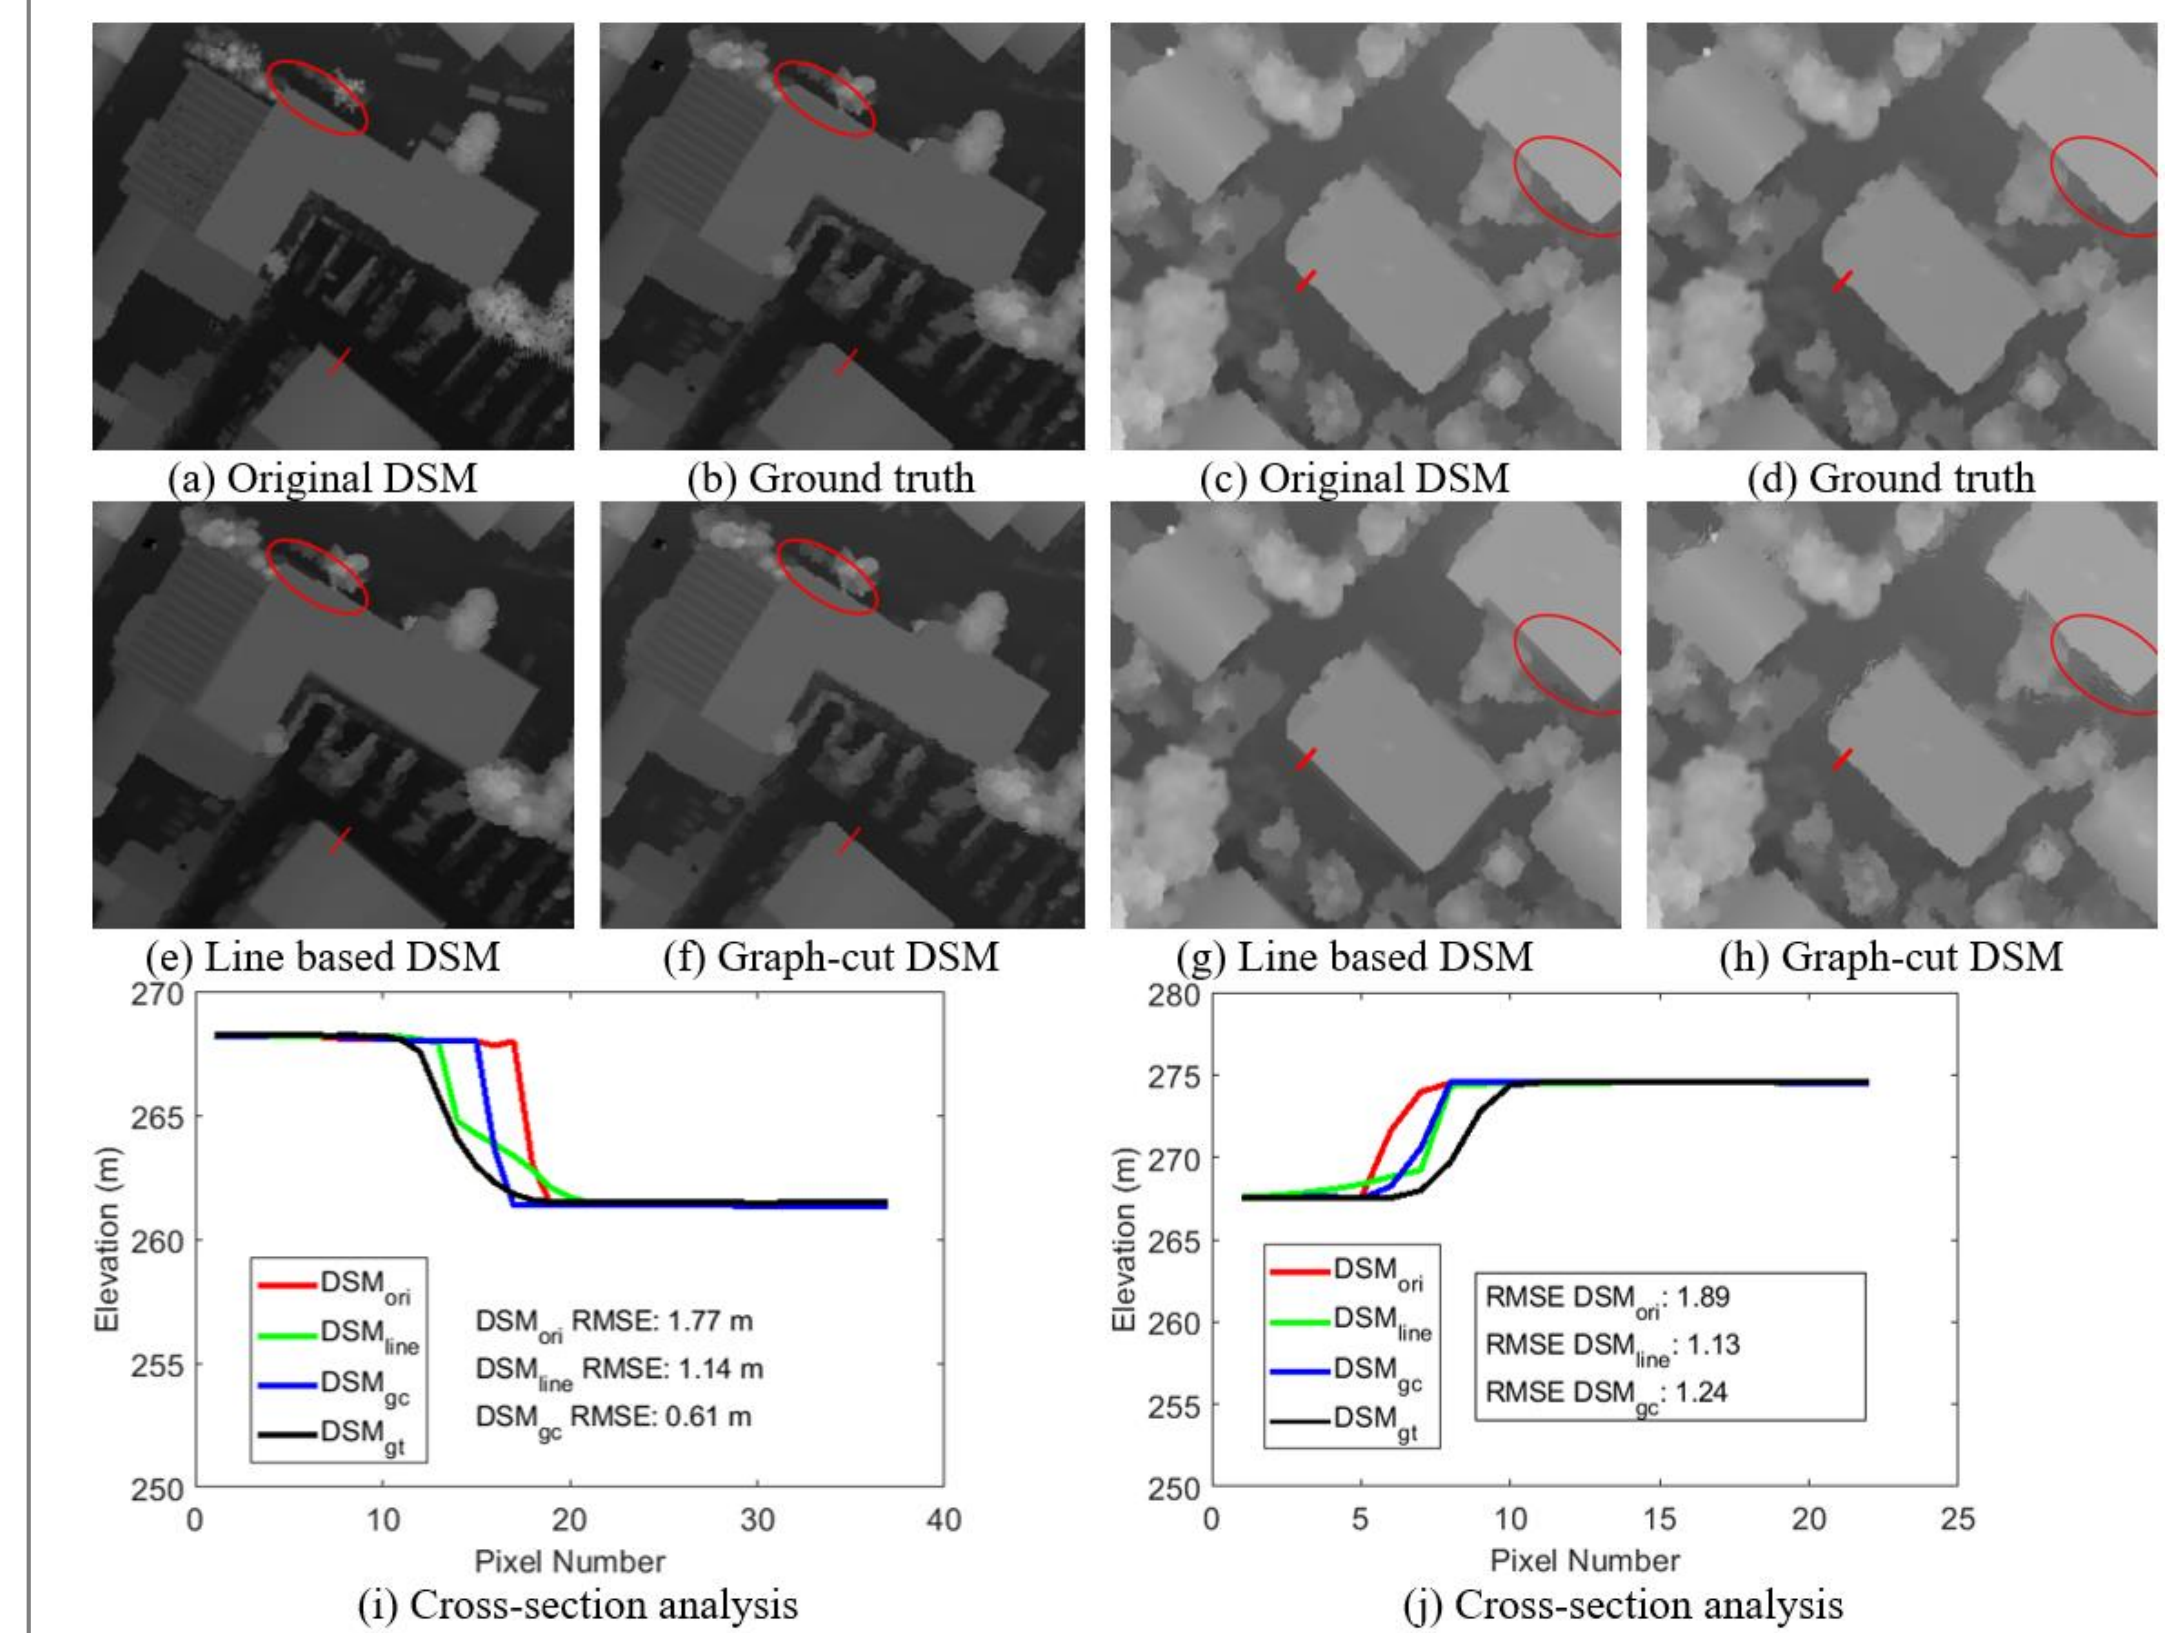 (a) Original DSM
(b) Ground truth
(c) Original DSM
(d) Ground truth
(e) Line based DSM
(f) Graph-cut DSM
(g) Line based DSM
(h) Graph-cut DSM
270
265
260
255
250
Elevation (m)
DSMori
DSMline
DSMgc
DSMgt
DSMori RMSE: 1.77 m
DSMline RMSE: 1.14 m
DSMgc RMSE: 0.61 m
0 10 20 30 40
Pixel Number
(i) Cross-section analysis
280
275
270
265
260
255
250
Elevation (m)
DSMori
DSMline
DSMgc
DSMgt
RMSE DSMori: 1.89
RMSE DSMline: 1.13
RMSE DSMgc: 1.24
0 5 10 15 20 25
Pixel Number
(j) Cross-section analysis